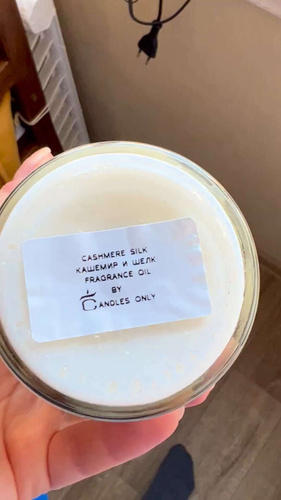 CASHMERE SILK
КАШЕМИР И ШЕЛК
FRAGRANCE OIL
BY
CANDLES ONLY